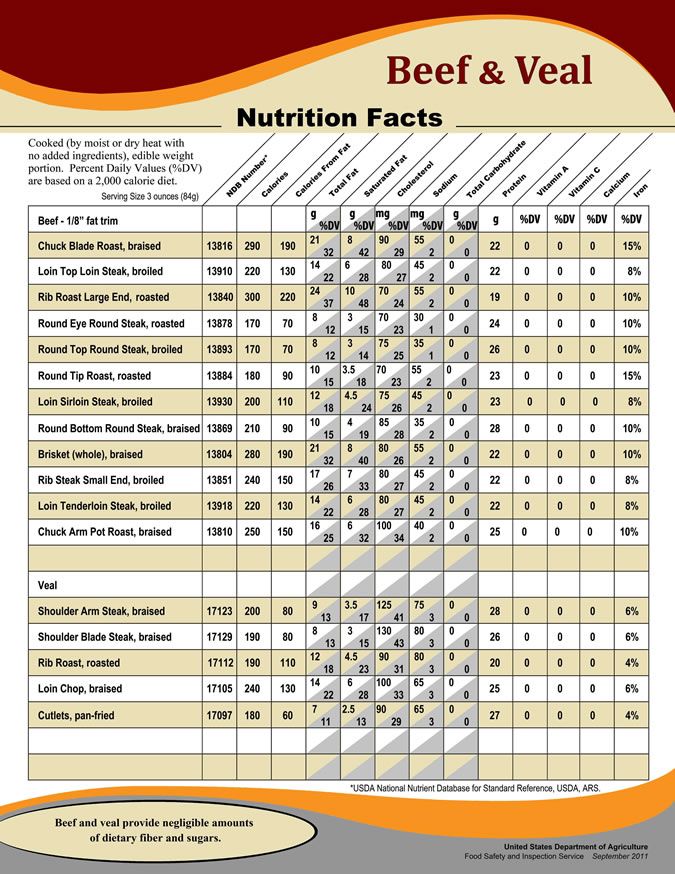 Beef & Veal
Nutrition Facts
Cooked (by moist or dry heat with
no added ingredients), edible weight
portion. Percent Daily Values (%DV)
are based on a 2,000 calorie diet.
Serving Size 3 ounces (84g)
NDB Number* Calories Calories From Fat Total Fat Saturated Fat Cholesterol Sodium Total Carbohydrate Protein Vitamin A Vitamin C Calcium Iron
Beef - 1/8” fat trim g %DV g %DV mg %DV mg %DV g %DV g %DV %DV %DV %DV
Chuck Blade Roast, braised 13816 290 190 21 32 8 42 90 29 55 2 0 0 22 0 0 0 15%
Loin Top Loin Steak, broiled 13910 220 130 14 22 6 28 80 27 45 2 0 0 22 0 0 0 8%
Rib Roast Large End, roasted 13840 300 220 24 37 10 48 70 24 55 2 0 0 19 0 0 0 10%
Round Eye Round Steak, roasted 13878 170 70 8 12 3 15 70 23 30 1 0 0 24 0 0 0 10%
Round Top Round Steak, broiled 13893 170 70 8 12 3 14 75 25 35 1 0 0 26 0 0 0 10%
Round Tip Roast, roasted 13884 180 90 10 15 3.5 18 70 23 55 2 0 0 23 0 0 0 15%
Loin Sirloin Steak, broiled 13930 200 110 12 18 4.5 24 75 26 45 2 0 0 23 0 0 0 8%
Round Bottom Round Steak, braised 13869 210 90 10 15 4 19 85 28 35 2 0 0 28 0 0 0 10%
Brisket (whole), braised 13804 280 190 21 32 8 40 80 26 55 2 0 0 22 0 0 0 10%
Rib Steak Small End, broiled 13851 240 150 17 26 7 33 80 27 45 2 0 0 22 0 0 0 8%
Loin Tenderloin Steak, broiled 13918 220 130 14 22 6 28 80 27 45 2 0 0 22 0 0 0 8%
Chuck Arm Pot Roast, braised 13810 250 150 16 25 6 32 100 34 40 2 0 0 25 0 0 0 10%
Veal
Shoulder Arm Steak, braised 17123 200 80 9 13 3.5 17 125 41 75 3 0 0 28 0 0 0 6%
Shoulder Blade Steak, braised 17129 190 80 8 13 3 15 130 43 80 3 0 0 26 0 0 0 6%
Rib Roast, roasted 17112 190 110 12 18 4.5 23 90 31 80 3 0 0 20 0 0 0 4%
Loin Chop, braised 17105 240 130 14 22 6 28 100 33 65 3 0 0 25 0 0 0 6%
Cutlets, pan-fried 17097 180 60 7 11 2.5 13 90 29 65 3 0 0 27 0 0 0 4%
*USDA National Nutrient Database for Standard Reference, USDA, ARS.
Beef and veal provide negligible amounts
of dietary fiber and sugars.
United States Department of Agriculture
Food Safety and Inspection Service September 2011